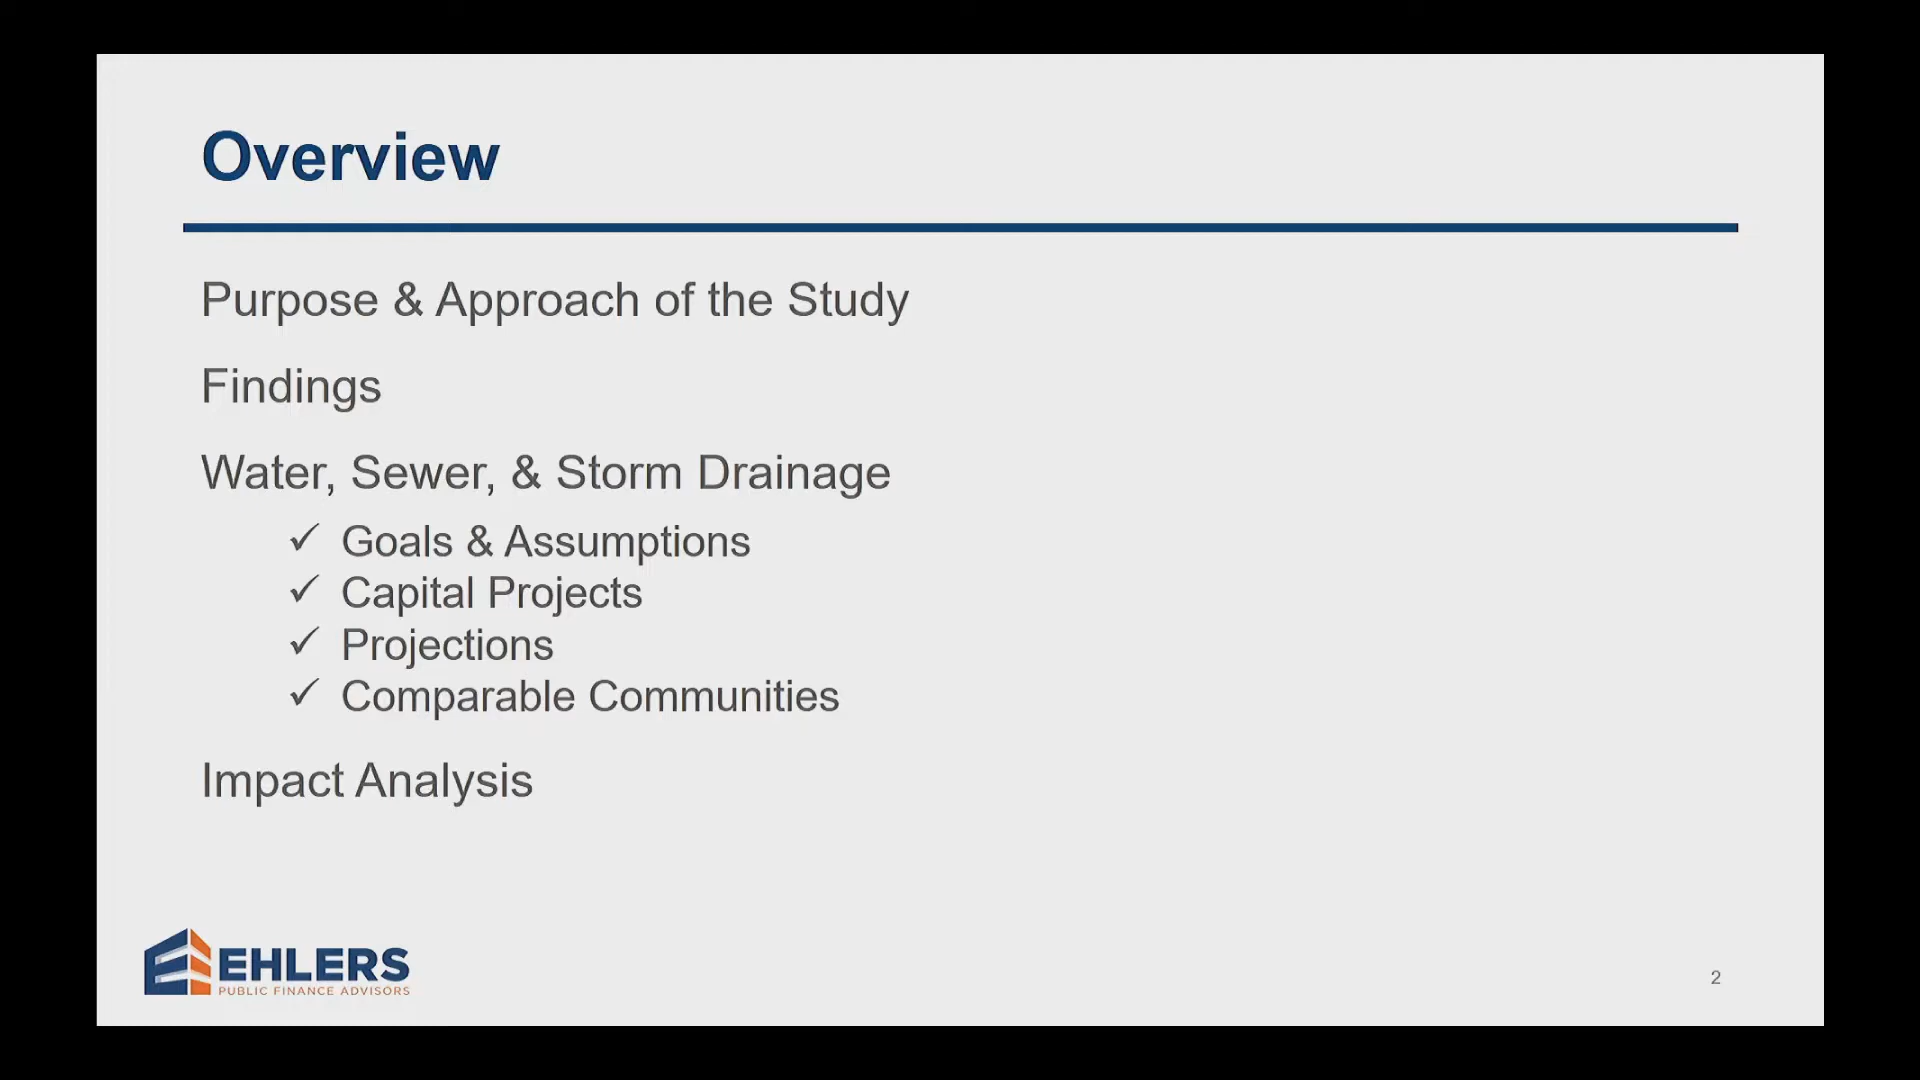 Overview
Purpose & Approach of the Study
Findings
Water, Sewer, & Storm Drainage
✓ Goals & Assumptions
✓ Capital Projects
✓ Projections
✓ Comparable Communities
Impact Analysis
EHLERS
PUBLIC FINANCE ADVISORS
2